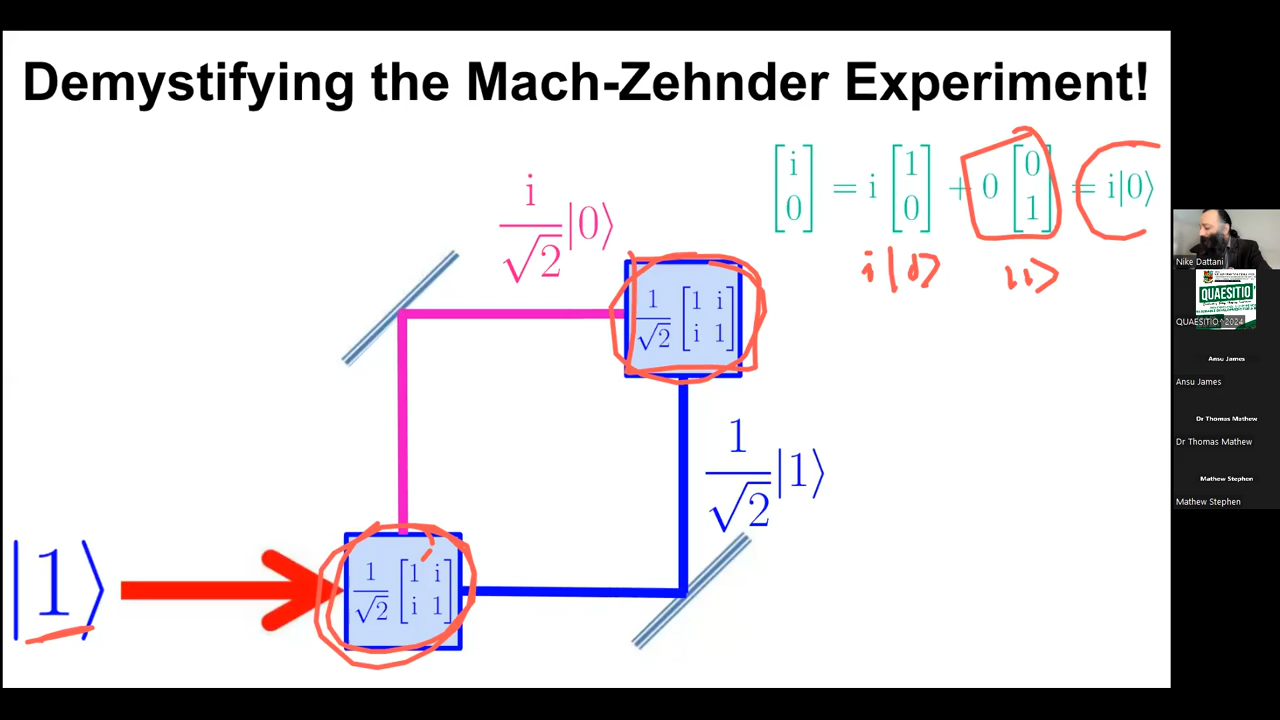 Demystifying the Mach-Zehnder Experiment!
[i 0] = i [1 0] + 0 [0 1] = i|0⟩
i|0⟩ |1⟩
i/√2 |0⟩
1/√2 [1 i
i 1]
1/√2 |1⟩
|1⟩
1/√2 [1 i
i 1]
Nike Dattani
QUAESITIO
QUAESITIO 2024
Ansu James
Ansu James
Dr Thomas Mathew
Dr Thomas Mathew
Mathew Stephen
Mathew Stephen